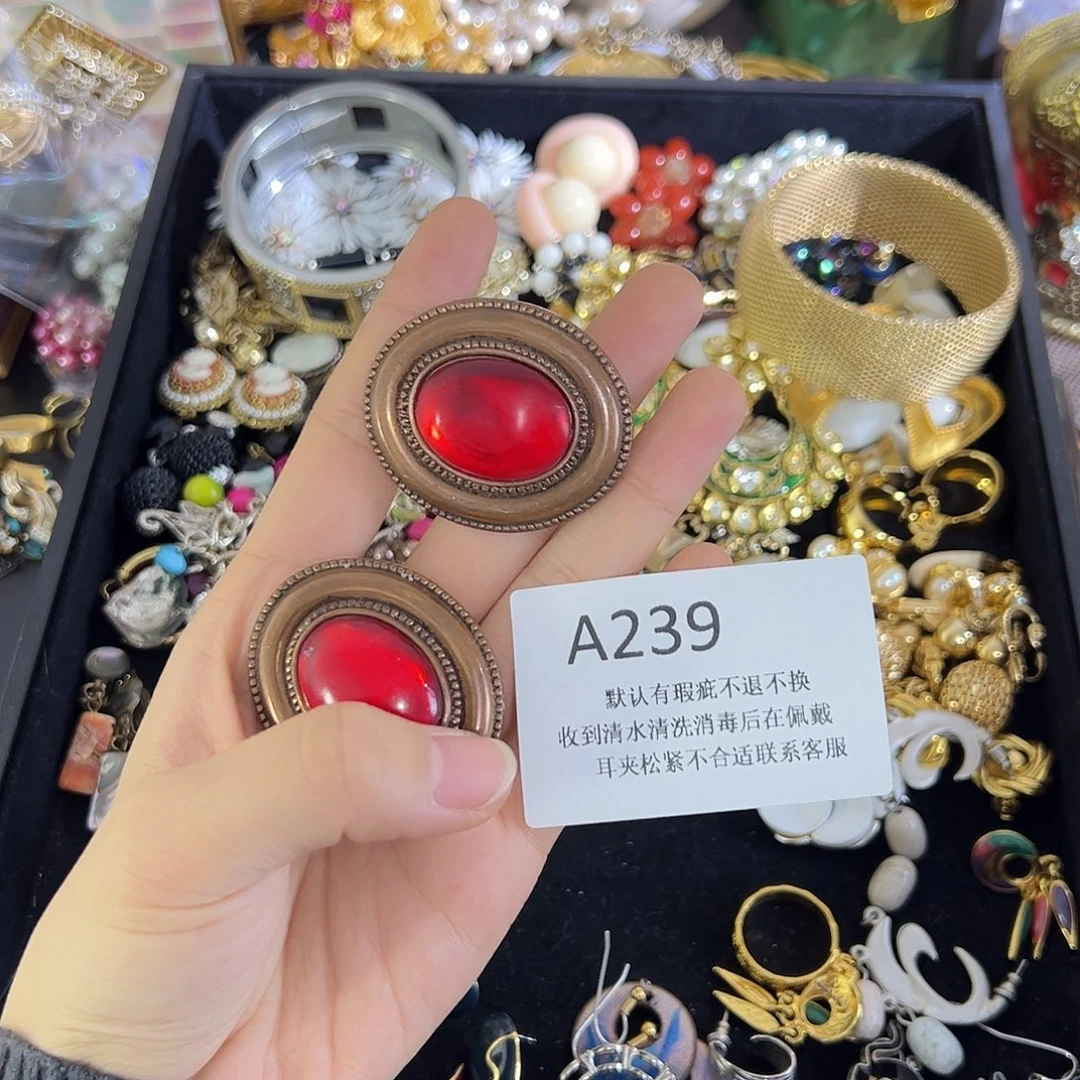 A239
默认有瑕疵不退不换
收到清水清洗消毒后在佩戴
耳夹松紧不合适联系客服